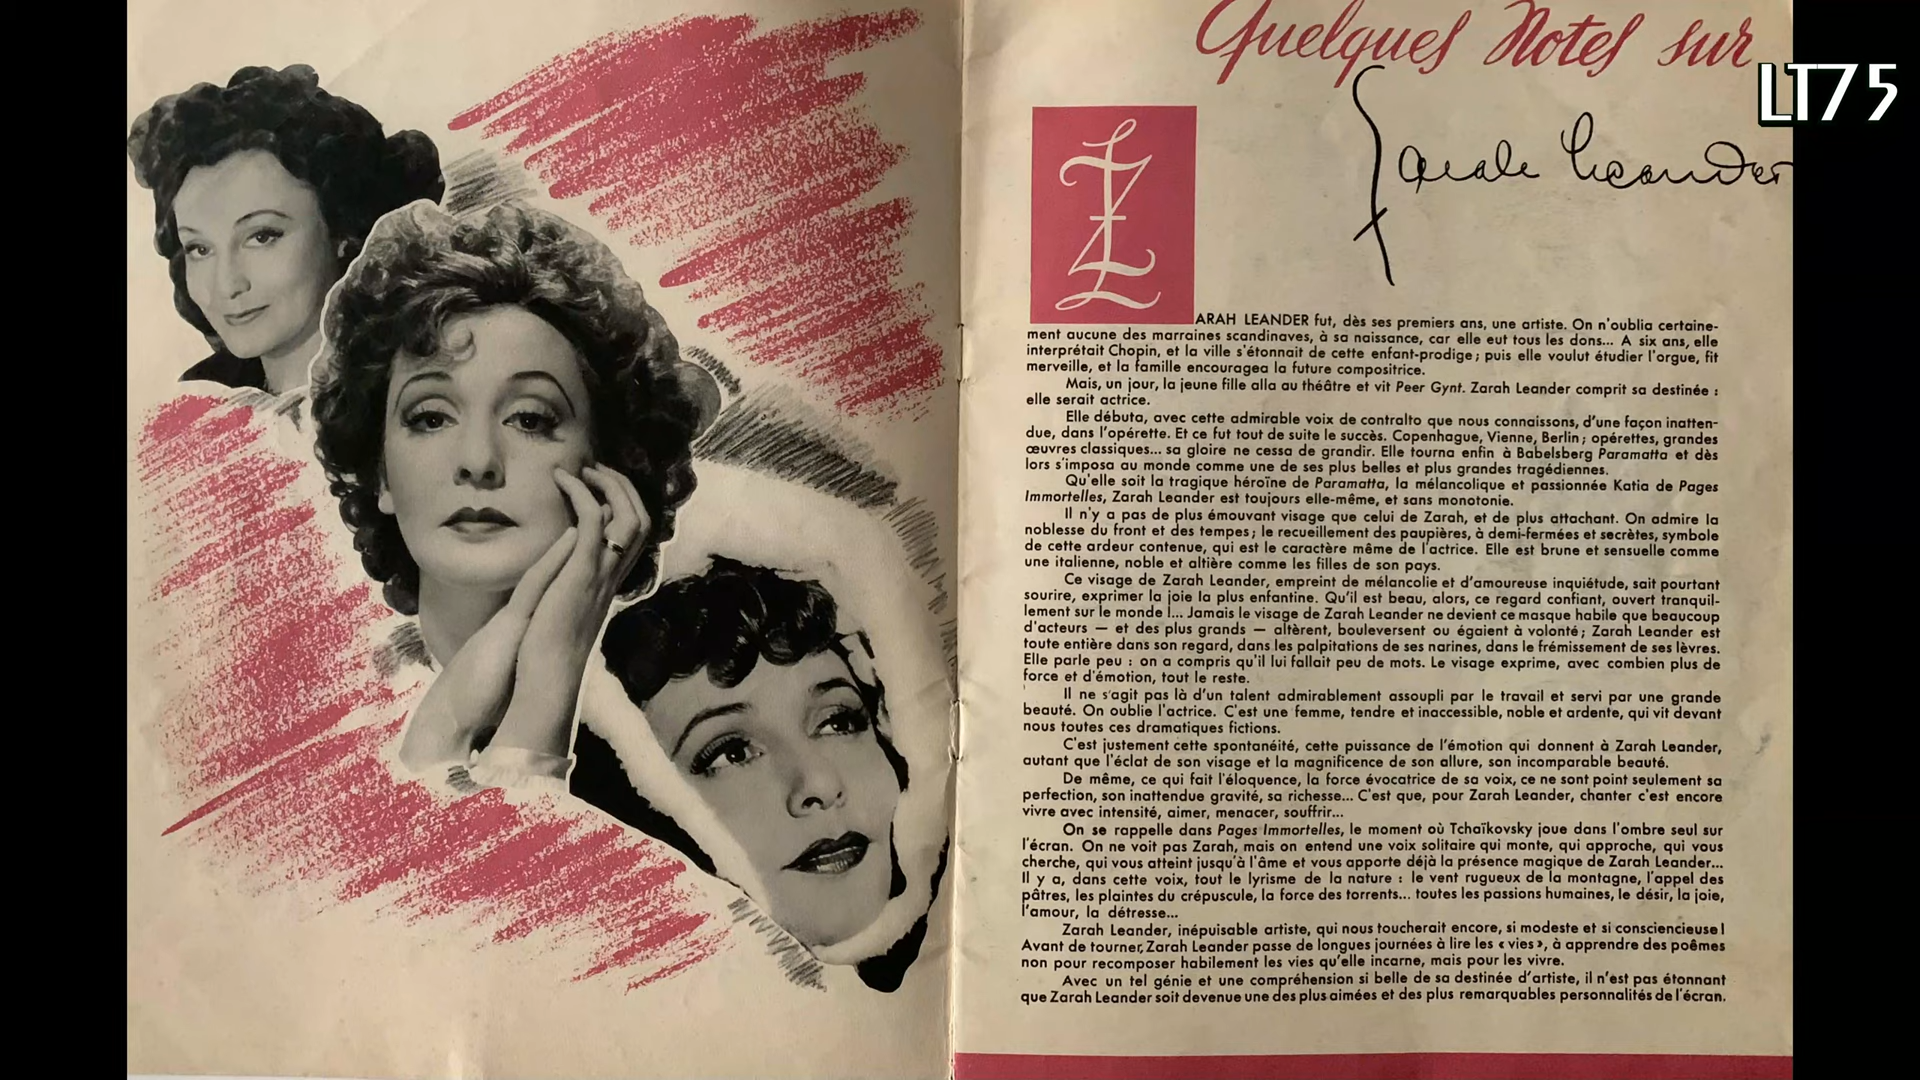 Quelques Notes sur
LT75
Zarah Leander
Z
ARAH LEANDER fut, dès ses premiers ans, une artiste. On n'oublia certaine-
ment aucune des marraines scandinaves, à sa naissance, car elle eut tous les dons... A six ans, elle
interprétait Chopin, et la ville s'étonnait de cette enfant-prodige ; puis elle voulut étudier l'orgue, fit
merveille, et la famille encouragea la future compositrice.
Mais, un jour, la jeune fille alla au théâtre et vit Peer Gynt. Zarah Leander comprit sa destinée :
elle serait actrice.
Elle débuta, avec cette admirable voix de contralto que nous connaissons, d'une façon inatten-
due, dans l'opérette. Et ce fut tout de suite le succès. Copenhague, Vienne, Berlin ; opérettes, grandes
œuvres classiques... sa gloire ne cessa de grandir. Elle tourna enfin à Babelsberg Paramatta et dès
lors s'imposa au monde comme une de ses plus belles et plus grandes tragédiennes.
Qu'elle soit la tragique héroïne de Paramatta, la mélancolique et passionnée Katia de Pages
Immortelles, Zarah Leander est toujours elle-même, et sans monotonie.
Il n'y a pas de plus émouvant visage que celui de Zarah, et de plus attachant. On admire la
noblesse du front et des tempes ; le recueillement des paupières, à demi-fermées et secrètes, symbole
de cette ardeur contenue, qui est le caractère même de l'actrice. Elle est brune et sensuelle comme
une italienne, noble et altière comme les filles de son pays.
Ce visage de Zarah Leander, empreint de mélancolie et d'amoureuse inquiétude, sait pourtant
sourire, exprimer la joie la plus enfantine. Qu'il est beau, alors, ce regard confiant, ouvert tranquil-
lement sur le monde !... Jamais le visage de Zarah Leander ne devient ce masque habile que beaucoup
d'acteurs — et des plus grands — altèrent, bouleversent ou égaient à volonté ; Zarah Leander est
toute entière dans son regard, dans les palpitations de ses narines, dans le frémissement de ses lèvres.
Elle parle peu : on a compris qu'il lui fallait peu de mots. Le visage exprime, avec combien plus de
force et d'émotion, tout le reste.
Il ne s'agit pas là d'un talent admirablement assoupli par le travail et servi par une grande
beauté. On oublie l'actrice. C'est une femme, tendre et inaccessible, noble et ardente, qui vit devant
nous toutes ces dramatiques fictions.
C'est justement cette spontanéité, cette puissance de l'émotion qui donnent à Zarah Leander,
autant que l'éclat de son visage et la magnificence de son allure, son incomparable beauté.
De même, ce qui fait l'éloquence, la force évocatrice de sa voix, ce ne sont point seulement sa
perfection, son inattendue gravité, sa richesse... C'est que, pour Zarah Leander, chanter c'est encore
vivre avec intensité, aimer, menacer, souffrir...
On se rappelle dans Pages Immortelles, le moment où Tchaïkovsky joue dans l'ombre seul sur
l'écran. On ne voit pas Zarah, mais on entend une voix solitaire qui monte, qui approche, qui vous
cherche, qui vous atteint jusqu'à l'âme et vous apporte déjà la présence magique de Zarah Leander...
Il y a, dans cette voix, tout le lyrisme de la nature : le vent rugueux de la montagne, l'appel des
pâtres, les plaintes du crépuscule, la force des torrents... toutes les passions humaines, le désir, la joie,
l'amour, la détresse...
Zarah Leander, inépuisable artiste, qui nous toucherait encore, si modeste et si consciencieuse !
Avant de tourner, Zarah Leander passe de longues journées à lire les « vies », à apprendre des poèmes
non pour recomposer habilement les vies qu'elle incarne, mais pour les vivre.
Avec un tel génie et une compréhension si belle de sa destinée d'artiste, il n'est pas étonnant
que Zarah Leander soit devenue une des plus aimées et des plus remarquables personnalités de l'écran.